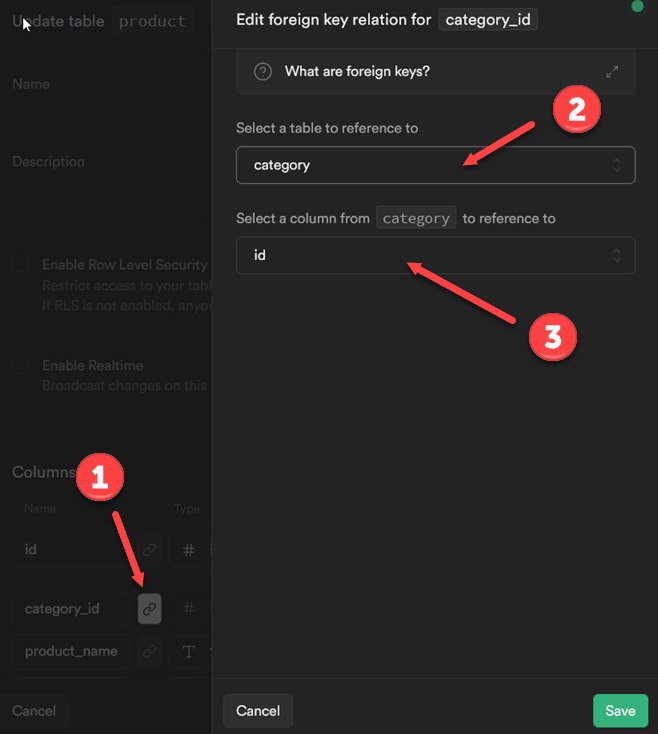 Update table product
Name
Description
Enable Row Level Security
Restrict access to your tabl
If RLS is not enabled, anyo
Enable Realtime
Broadcast changes on this
Columns
1
Name Type
id #
category_id #
product_name T
Cancel
Edit foreign key relation for category_id
? What are foreign keys?
2
Select a table to reference to
category
Select a column from category to reference to
id
3
Cancel
Save